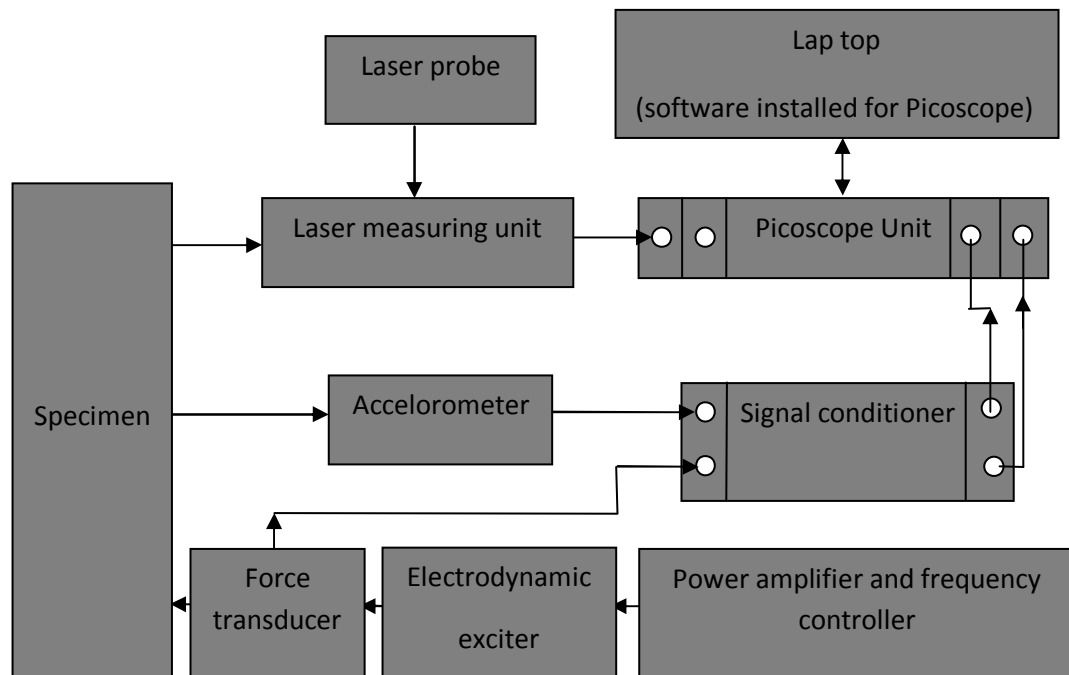 Laser probe
Lap top
(software installed for Picoscope)
Laser measuring unit
Picoscope Unit
Specimen
Accelorometer
Signal conditioner
Force
transducer
Electrodynamic
exciter
Power amplifier and frequency
controller